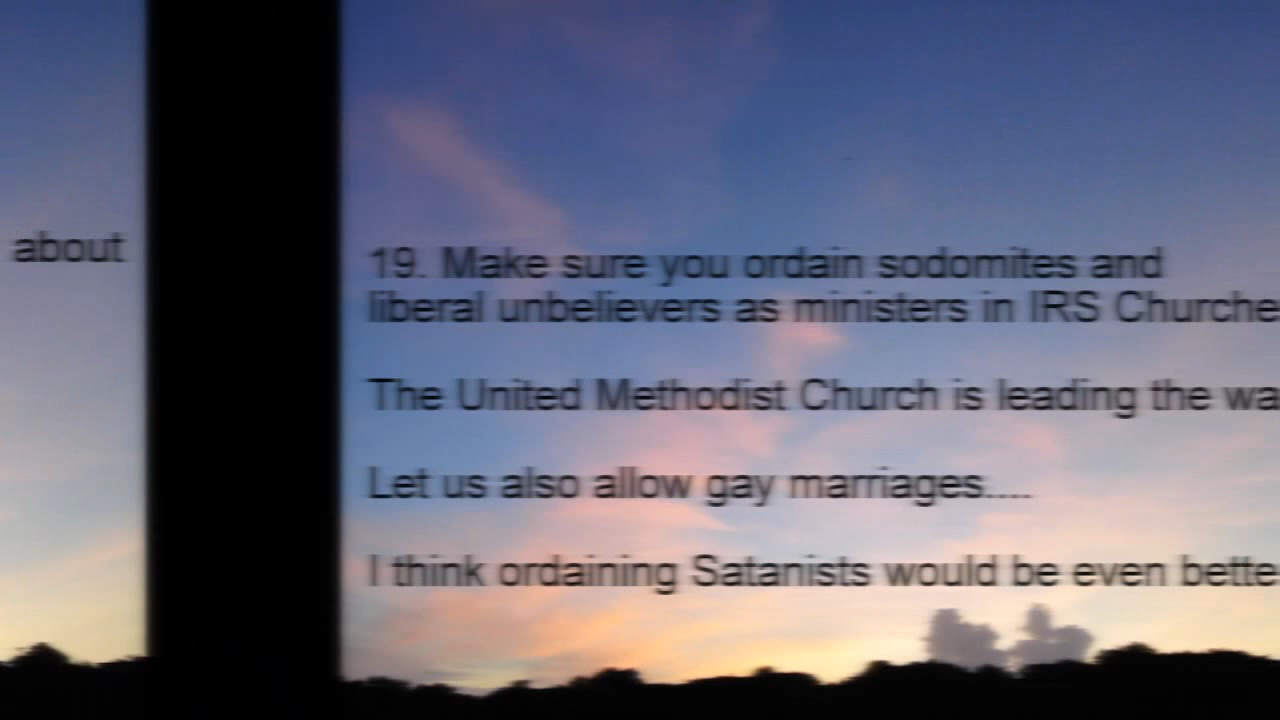 about
19. Make sure you ordain sodomites and
liberal unbelievers as ministers in IRS Churche
The United Methodist Church is leading the wa
Let us also allow gay marriages....
I think ordaining Satanists would be even bette